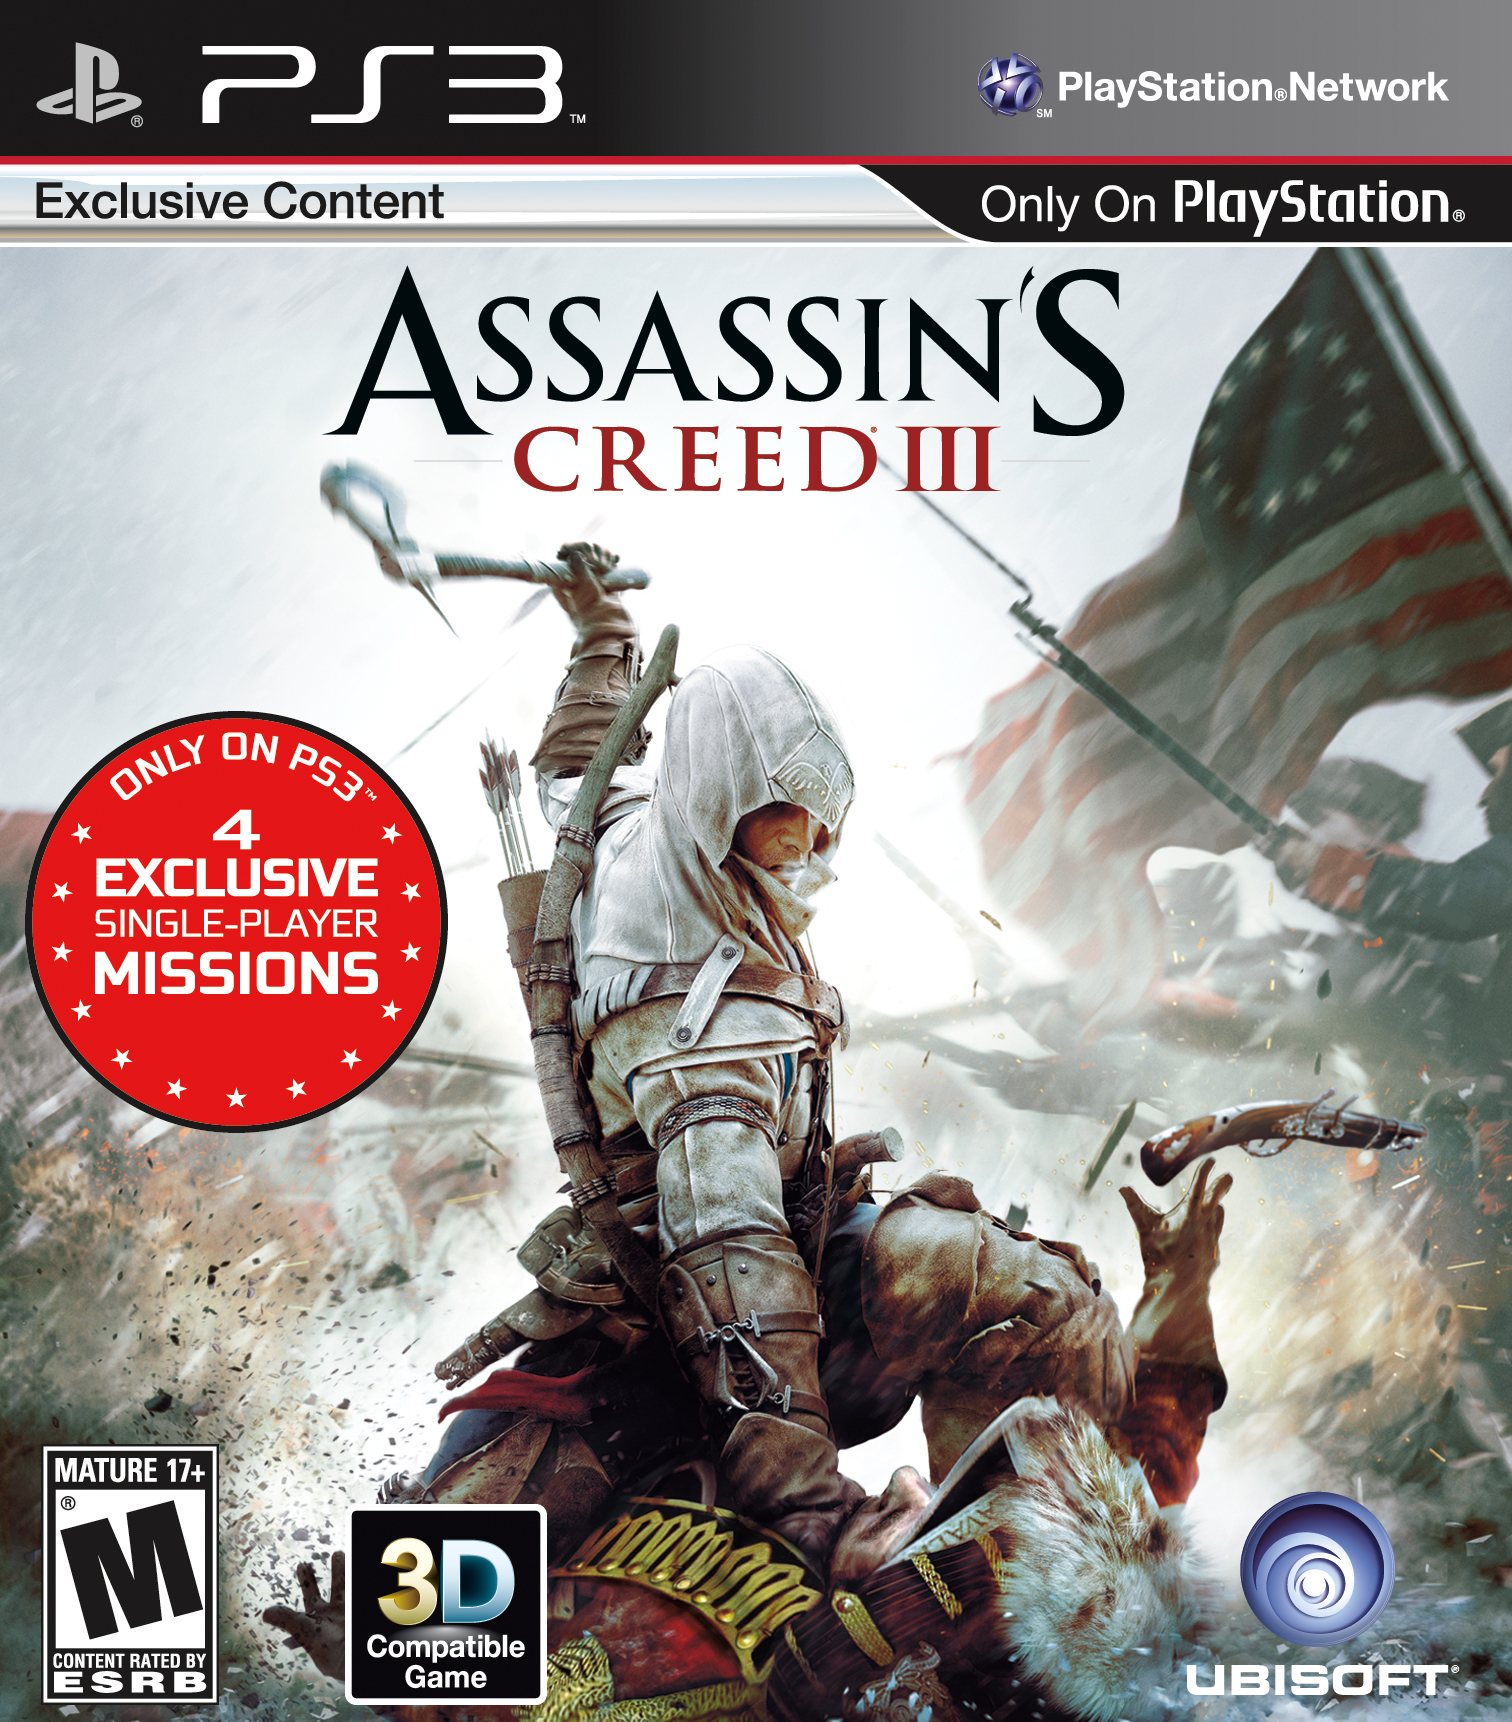 PS3™
PlayStation®Network
SM
Exclusive Content
Only On PlayStation®
ASSASSIN'S
CREED® III
ONLY ON PS3™
4
EXCLUSIVE
SINGLE-PLAYER
MISSIONS
MATURE 17+
®
M
CONTENT RATED BY
ESRB
3D
Compatible
Game
UBISOFT®